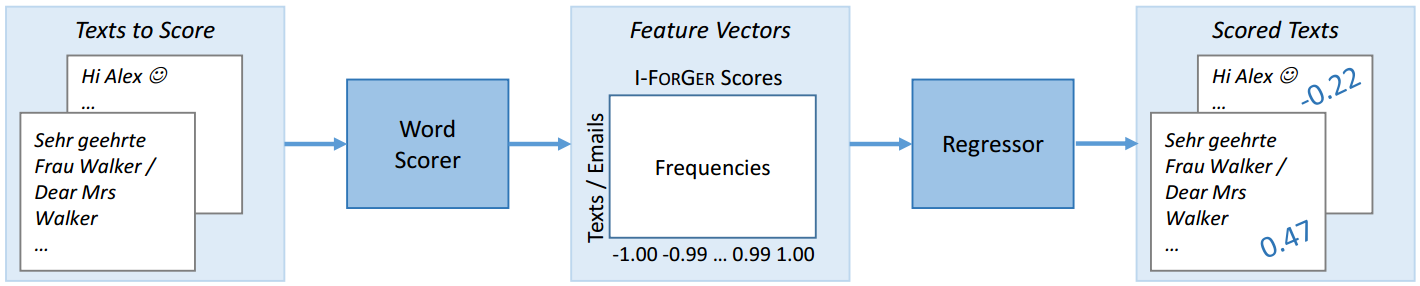 Texts to Score
Hi Alex ☺
...
Sehr geehrte
Frau Walker /
Dear Mrs
Walker
...
Word
Scorer
Feature Vectors
I-FORGER Scores
Texts / Emails
Frequencies
-1.00 -0.99 ... 0.99 1.00
Regressor
Scored Texts
Hi Alex ☺
...
-0.22
Sehr geehrte
Frau Walker /
Dear Mrs
Walker
...
0.47